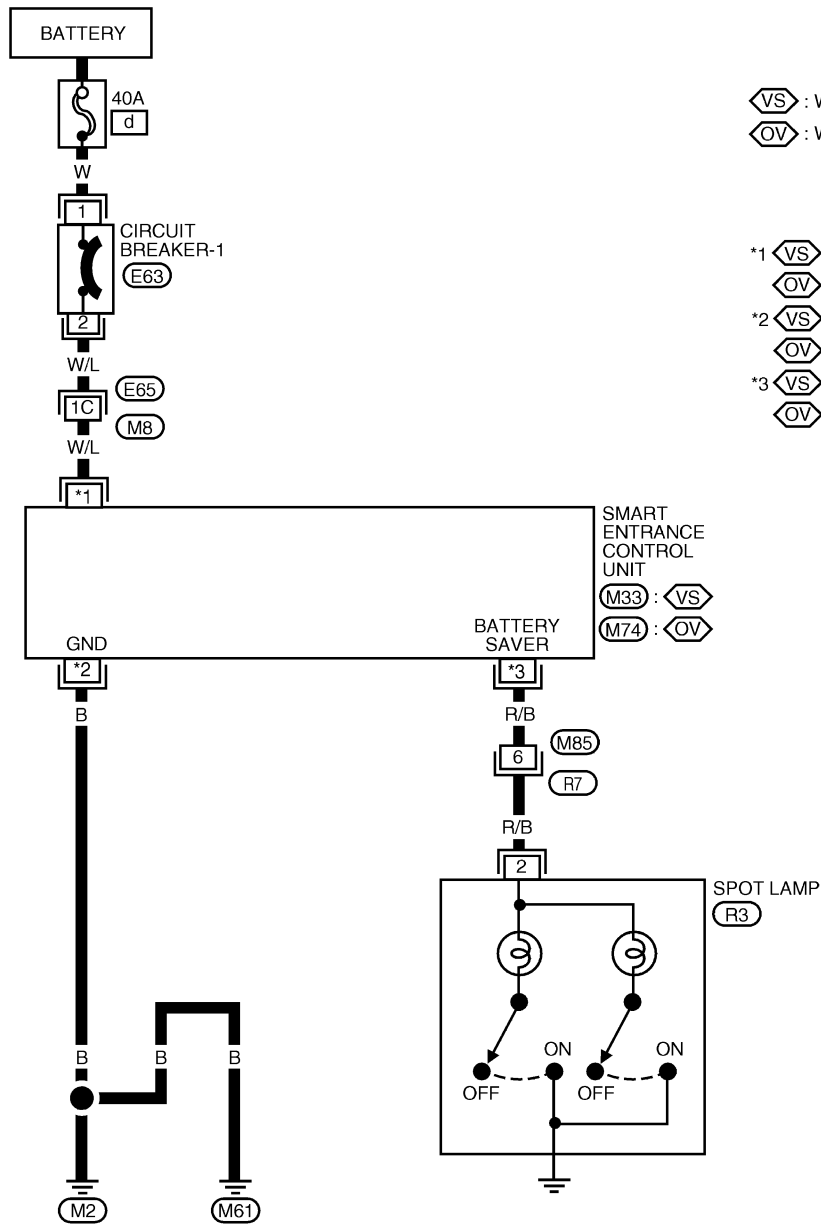 BATTERY
40A
d
W
1
CIRCUIT
BREAKER-1
E63
2
W/L
E65
1C
M8
W/L
*1
VS :
OV :
*1 VS
OV
*2 VS
OV
*3 VS
OV
SMART
ENTRANCE
CONTROL
UNIT
M33 : VS
M74 : OV
GND
BATTERY
SAVER
*2
*3
B
R/B
M85
6
R7
R/B
2
SPOT LAMP
R3
ON
OFF
ON
OFF
B
B
B
M2
M61